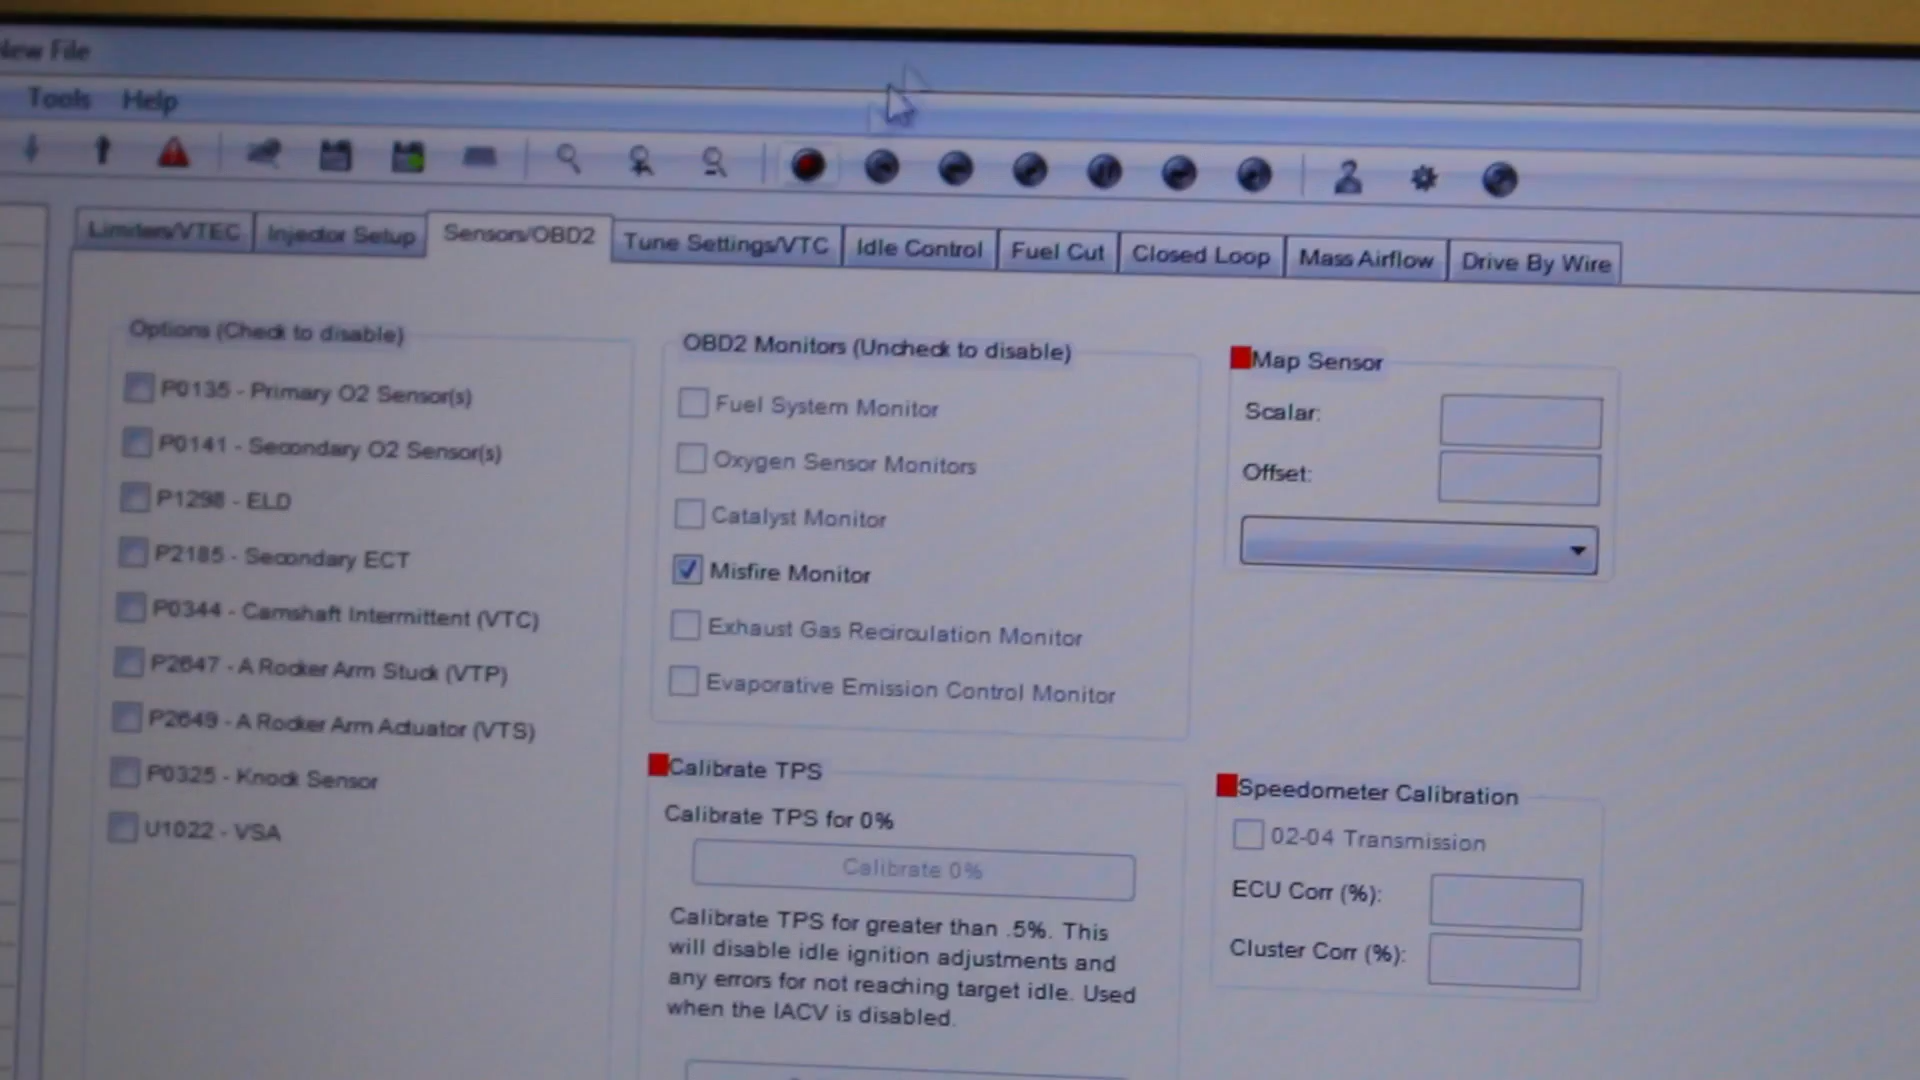 New File
Tools Help
Limiters/VTEC Injector Setup Sensors/OBD2 Tune Settings/VTC Idle Control Fuel Cut Closed Loop Mass Airflow Drive By Wire
Options (Check to disable)
P0135 - Primary O2 Sensor(s)
P0141 - Secondary O2 Sensor(s)
P1298 - ELD
P2185 - Secondary ECT
P0344 - Camshaft Intermittent (VTC)
P2647 - A Rocker Arm Stuck (VTP)
P2649 - A Rocker Arm Actuator (VTS)
P0325 - Knock Sensor
U1022 - VSA
OBD2 Monitors (Uncheck to disable)
Fuel System Monitor
Oxygen Sensor Monitors
Catalyst Monitor
Misfire Monitor
Exhaust Gas Recirculation Monitor
Evaporative Emission Control Monitor
Calibrate TPS
Calibrate TPS for 0%
Calibrate 0%
Calibrate TPS for greater than .5%. This
will disable idle ignition adjustments and
any errors for not reaching target idle. Used
when the IACV is disabled.
Map Sensor
Scalar:
Offset:
Speedometer Calibration
02-04 Transmission
ECU Corr (%):
Cluster Corr (%):